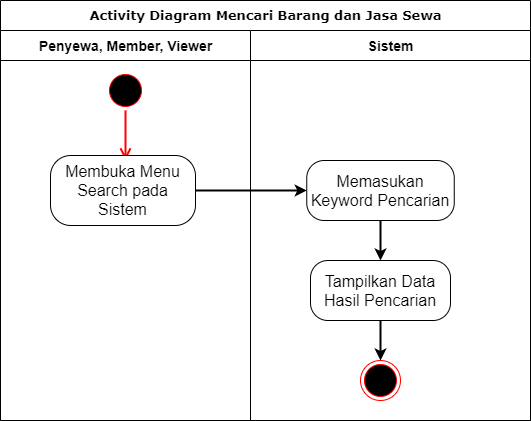 Activity Diagram Mencari Barang dan Jasa Sewa
Penyewa, Member, Viewer
Sistem
Membuka Menu
Search pada
Sistem
Memasukan
Keyword Pencarian
Tampilkan Data
Hasil Pencarian